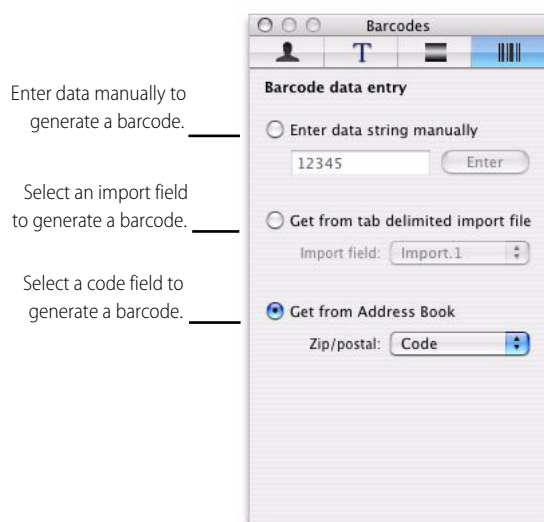 Barcodes
T
Barcode data entry
Enter data manually to
generate a barcode.
Enter data string manually
12345
Enter
Select an import field
to generate a barcode.
Get from tab delimited import file
Import field: Import.1
Select a code field to
generate a barcode.
Get from Address Book
Zip/postal: Code